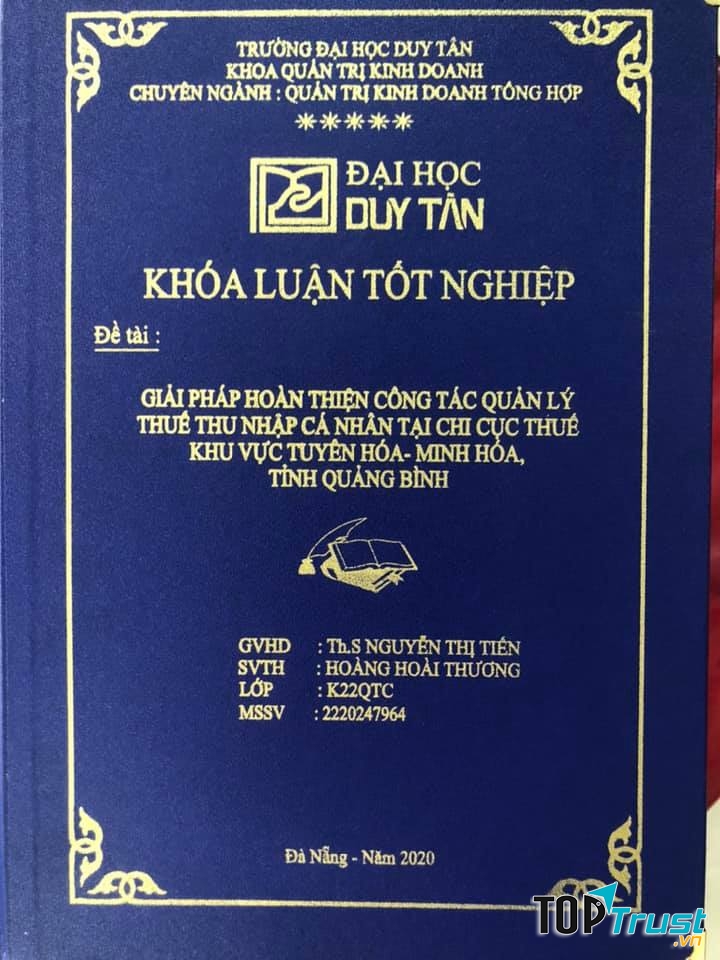 TRƯỜNG ĐẠI HỌC DUY TÂN
KHOA QUẢN TRỊ KINH DOANH
CHUYÊN NGÀNH : QUẢN TRỊ KINH DOANH TỔNG HỢP
ĐẠI HỌC
DUY TÂN
KHÓA LUẬN TỐT NGHIỆP
Đề tài :
GIẢI PHÁP HOÀN THIỆN CÔNG TÁC QUẢN LÝ
THUẾ THU NHẬP CÁ NHÂN TẠI CHI CỤC THUẾ
KHU VỰC TUYÊN HÓA- MINH HÓA,
TỈNH QUẢNG BÌNH
GVHD : Th.S NGUYỄN THỊ TIẾN
SVTH : HOÀNG HOÀI THƯƠNG
LỚP : K22QTC
MSSV : 2220247964
Đà Nẵng - Năm 2020
TOPTrust
.vn